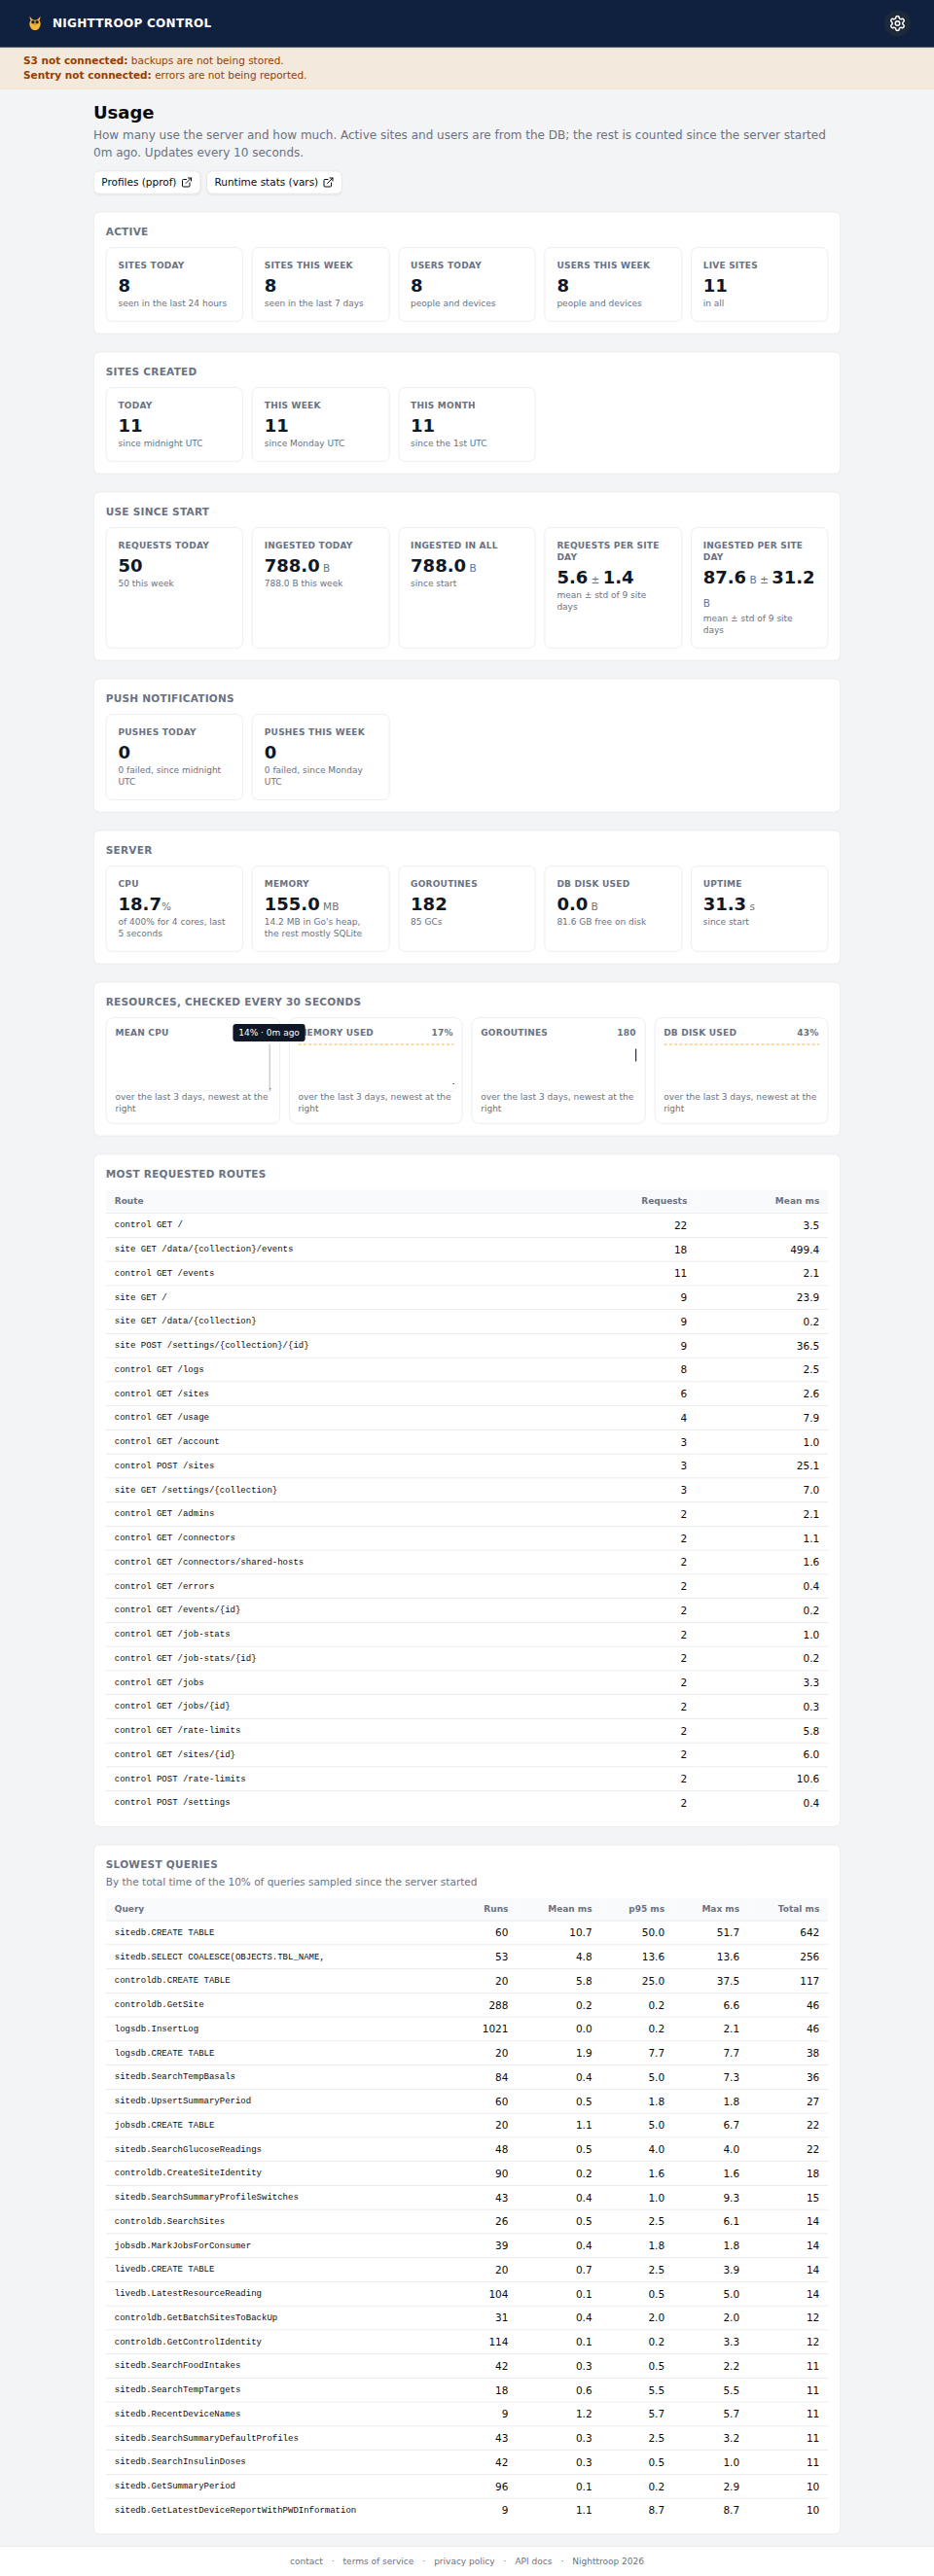 NIGHTTROOP CONTROL
S3 not connected: backups are not being stored.
Sentry not connected: errors are not being reported.
Usage
How many use the server and how much. Active sites and users are from the DB; the rest is counted since the server started
0m ago. Updates every 10 seconds.
Profiles (pprof) Runtime stats (vars)
ACTIVE
SITES TODAY
8
seen in the last 24 hours
SITES THIS WEEK
8
seen in the last 7 days
USERS TODAY
8
people and devices
USERS THIS WEEK
8
people and devices
LIVE SITES
11
in all
SITES CREATED
TODAY
11
since midnight UTC
THIS WEEK
11
since Monday UTC
THIS MONTH
11
since the 1st UTC
USE SINCE START
REQUESTS TODAY
50
50 this week
INGESTED TODAY
788.0 B
788.0 B this week
INGESTED IN ALL
788.0 B
since start
REQUESTS PER SITE
DAY
5.6 ± 1.4
mean ± std of 9 site
days
INGESTED PER SITE
DAY
87.6 B ± 31.2
B
mean ± std of 9 site
days
PUSH NOTIFICATIONS
PUSHES TODAY
0
0 failed, since midnight
UTC
PUSHES THIS WEEK
0
0 failed, since Monday
UTC
SERVER
CPU
18.7%
of 400% for 4 cores, last
5 seconds
MEMORY
155.0 MB
14.2 MB in Go's heap,
the rest mostly SQLite
GOROUTINES
182
85 GCs
DB DISK USED
0.0 B
81.6 GB free on disk
UPTIME
31.3 s
since start
RESOURCES, CHECKED EVERY 30 SECONDS
MEAN CPU
14% · 0m ago
over the last 3 days, newest at the
right
EMORY USED 17%
over the last 3 days, newest at the
right
GOROUTINES 180
over the last 3 days, newest at the
right
DB DISK USED 43%
over the last 3 days, newest at the
right
MOST REQUESTED ROUTES
Route Requests Mean ms
control GET / 22 3.5
site GET /data/{collection}/events 18 499.4
control GET /events 11 2.1
site GET / 9 23.9
site GET /data/{collection} 9 0.2
site POST /settings/{collection}/{id} 9 36.5
control GET /logs 8 2.5
control GET /sites 6 2.6
control GET /usage 4 7.9
control GET /account 3 1.0
control POST /sites 3 25.1
site GET /settings/{collection} 3 7.0
control GET /admins 2 2.1
control GET /connectors 2 1.1
control GET /connectors/shared-hosts 2 1.6
control GET /errors 2 0.4
control GET /events/{id} 2 0.2
control GET /job-stats 2 1.0
control GET /job-stats/{id} 2 0.2
control GET /jobs 2 3.3
control GET /jobs/{id} 2 0.3
control GET /rate-limits 2 5.8
control GET /sites/{id} 2 6.0
control POST /rate-limits 2 10.6
control POST /settings 2 0.4
SLOWEST QUERIES
By the total time of the 10% of queries sampled since the server started
Query Runs Mean ms p95 ms Max ms Total ms
sitedb.CREATE TABLE 60 10.7 50.0 51.7 642
sitedb.SELECT COALESCE(OBJECTS.TBL_NAME, 53 4.8 13.6 13.6 256
controldb.CREATE TABLE 20 5.8 25.0 37.5 117
controldb.GetSite 288 0.2 0.2 6.6 46
logsdb.InsertLog 1021 0.0 0.2 2.1 46
logsdb.CREATE TABLE 20 1.9 7.7 7.7 38
sitedb.SearchTempBasals 84 0.4 5.0 7.3 36
sitedb.UpsertSummaryPeriod 60 0.5 1.8 1.8 27
jobsdb.CREATE TABLE 20 1.1 5.0 6.7 22
sitedb.SearchGlucoseReadings 48 0.5 4.0 4.0 22
controldb.CreateSiteIdentity 90 0.2 1.6 1.6 18
sitedb.SearchSummaryProfileSwitches 43 0.4 1.0 9.3 15
controldb.SearchSites 26 0.5 2.5 6.1 14
jobsdb.MarkJobsForConsumer 39 0.4 1.8 1.8 14
livedb.CREATE TABLE 20 0.7 2.5 3.9 14
livedb.LatestResourceReading 104 0.1 0.5 5.0 14
controldb.GetBatchSitesToBackUp 31 0.4 2.0 2.0 12
controldb.GetControlIdentity 114 0.1 0.2 3.3 12
sitedb.SearchFoodIntakes 42 0.3 0.5 2.2 11
sitedb.SearchTempTargets 18 0.6 5.5 5.5 11
sitedb.RecentDeviceNames 9 1.2 5.7 5.7 11
sitedb.SearchSummaryDefaultProfiles 43 0.3 2.5 3.2 11
sitedb.SearchInsulinDoses 42 0.3 0.5 1.0 11
sitedb.GetSummaryPeriod 96 0.1 0.2 2.9 10
sitedb.GetLatestDeviceReportWithPWDInformation 9 1.1 8.7 8.7 10
contact · terms of service · privacy policy · API docs · Nighttroop 2026